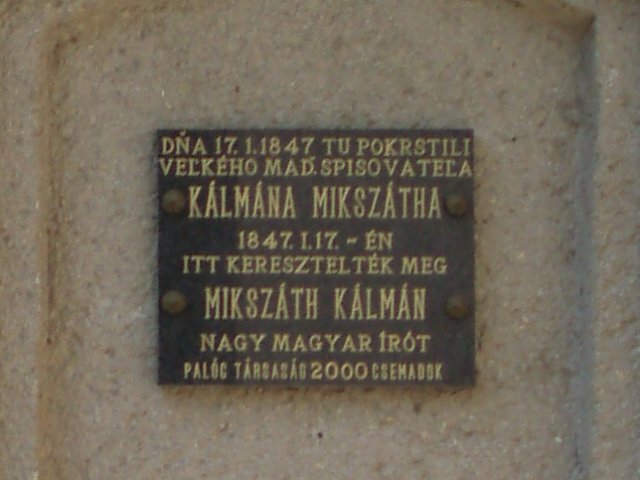 DŇA 17. 1. 1847 TU POKRSTILI
VEĽKÉHO MAĎ. SPISOVATEĽA
KÁLMÁNA MIKSZÁTHA
1847. I. 17. - ÉN
ITT KERESZTELTÉK MEG
MIKSZÁTH KÁLMÁN
NAGY MAGYAR ÍRÓT
PALÓC TÁRSASÁG 2000 CSEMADOK